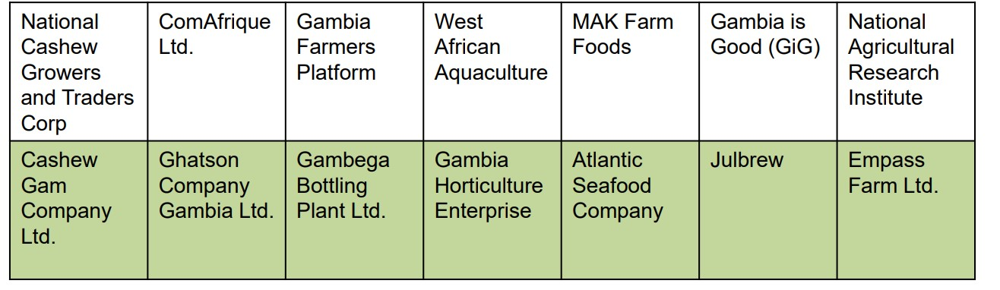 National
Cashew
Growers
and Traders
Corp
ComAfrique
Ltd.
Gambia
Farmers
Platform
West
African
Aquaculture
MAK Farm
Foods
Gambia is
Good (GiG)
National
Agricultural
Research
Institute
Cashew
Gam
Company
Ltd.
Ghatson
Company
Gambia Ltd.
Gambega
Bottling
Plant Ltd.
Gambia
Horticulture
Enterprise
Atlantic
Seafood
Company
Julbrew
Empass
Farm Ltd.